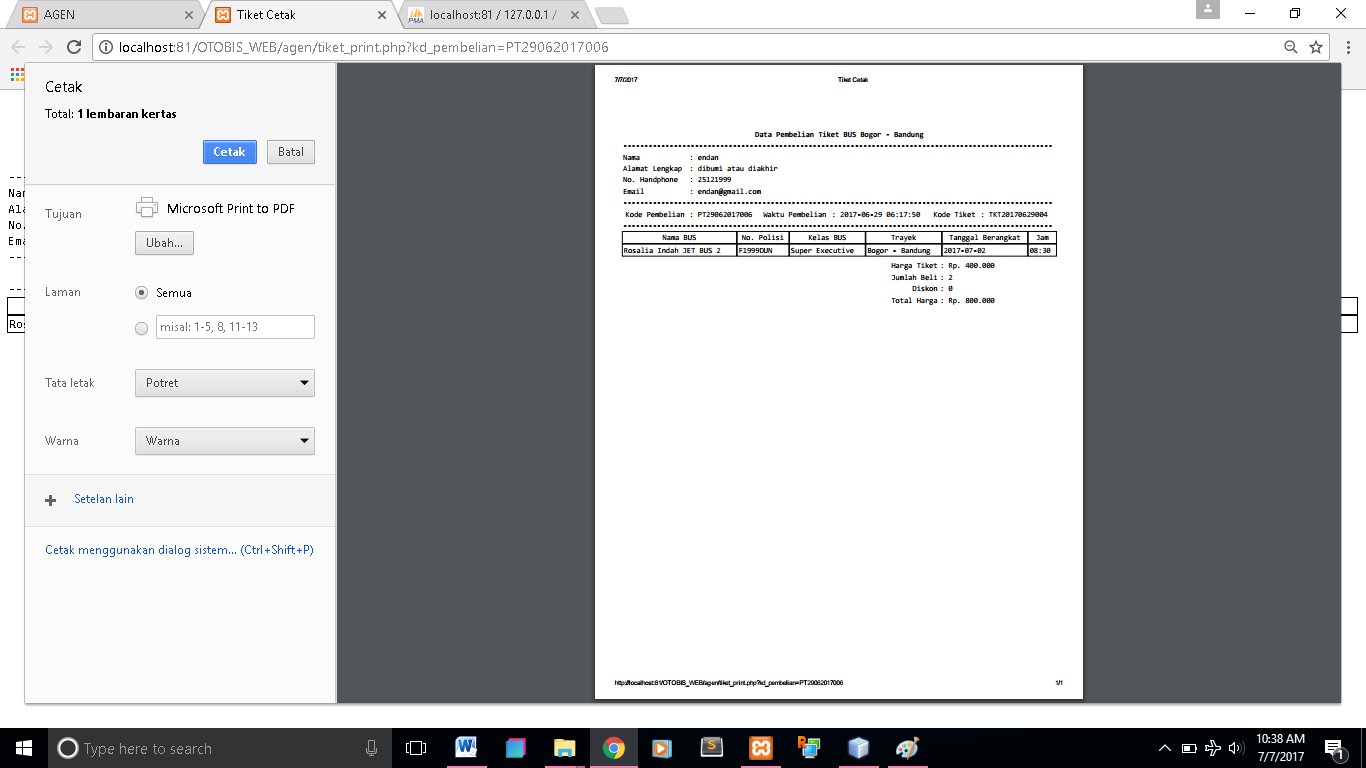 AGEN
Tiket Cetak
localhost:81 / 127.0.0.1 /
localhost:81/OTOBIS_WEB/agen/tiket_print.php?kd_pembelian=PT29062017006
Cetak
Total: 1 lembaran kertas
Cetak Batal
Tujuan Microsoft Print to PDF
Ubah...
Laman Semua
misal: 1-5, 8, 11-13
Tata letak Potret
Warna Warna
Setelan lain
Cetak menggunakan dialog sistem... (Ctrl+Shift+P)
7/7/2017 Tiket Cetak
Data Pembelian Tiket BUS Bogor - Bandung
Nama : endan
Alamat Lengkap : dibumi atau diakhir
No. Handphone : 25121999
Email : endan@gmail.com
Kode Pembelian : PT29062017006 Waktu Pembelian : 2017-06-29 06:17:50 Kode Tiket : TKT20170629004
Nama BUS No. Polisi Kelas BUS Trayek Tanggal Berangkat Jam
Rosalia Indah JET BUS 2 F1999DUN Super Executive Bogor - Bandung 2017-07-02 08:30
Harga Tiket : Rp. 400.000
Jumlah Beli : 2
Diskon : 0
Total Harga : Rp. 800.000
http://localhost:81/OTOBIS_WEB/agen/tiket_print.php?kd_pembelian=PT29062017006 1/1
Type here to search
10:38 AM
7/7/2017